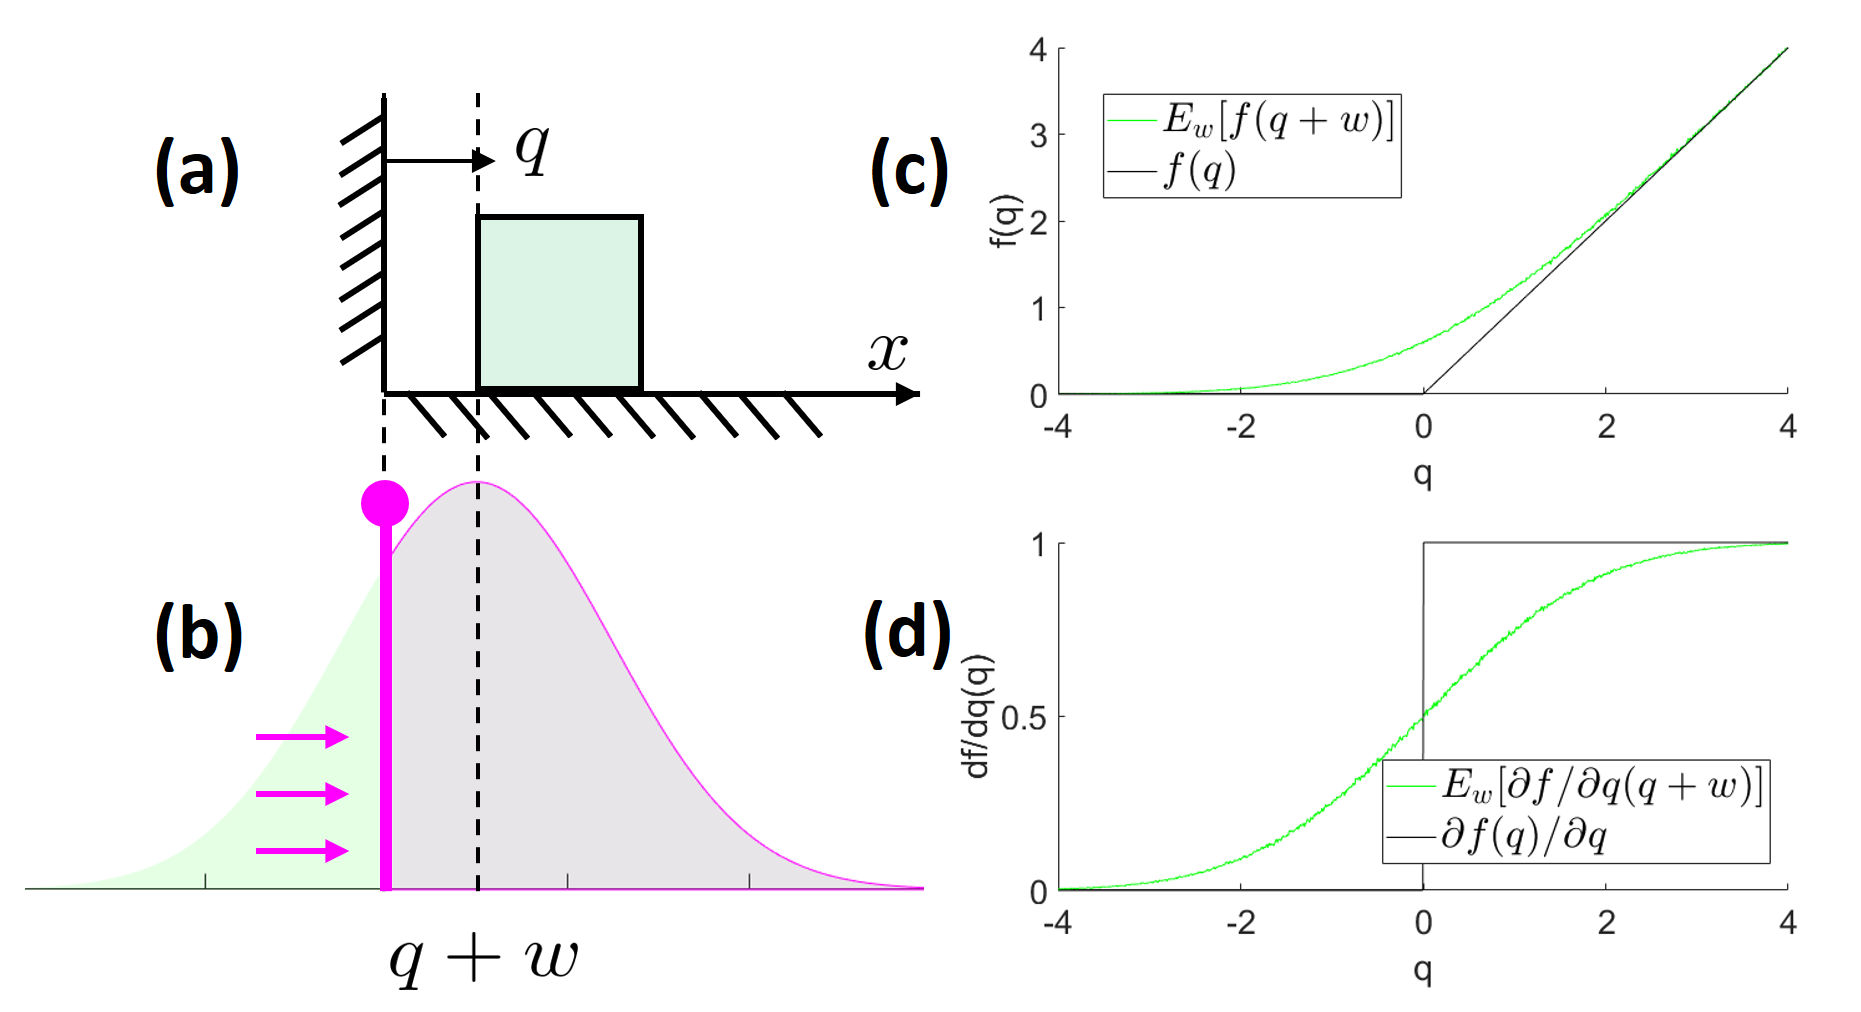 (a)
q
x
(b)
q + w
(c)
4
3
2
1
0
f(q)
E_w[f(q + w)]
f(q)
-4 -2 0 2 4
q
(d)
1
0.5
0
df/dq(q)
E_w[∂f/∂q(q + w)]
∂f(q)/∂q
-4 -2 0 2 4
q